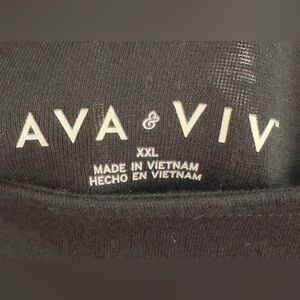 AVA & VIV
XXL
MADE IN VIETNAM
HECHO EN VIETNAM